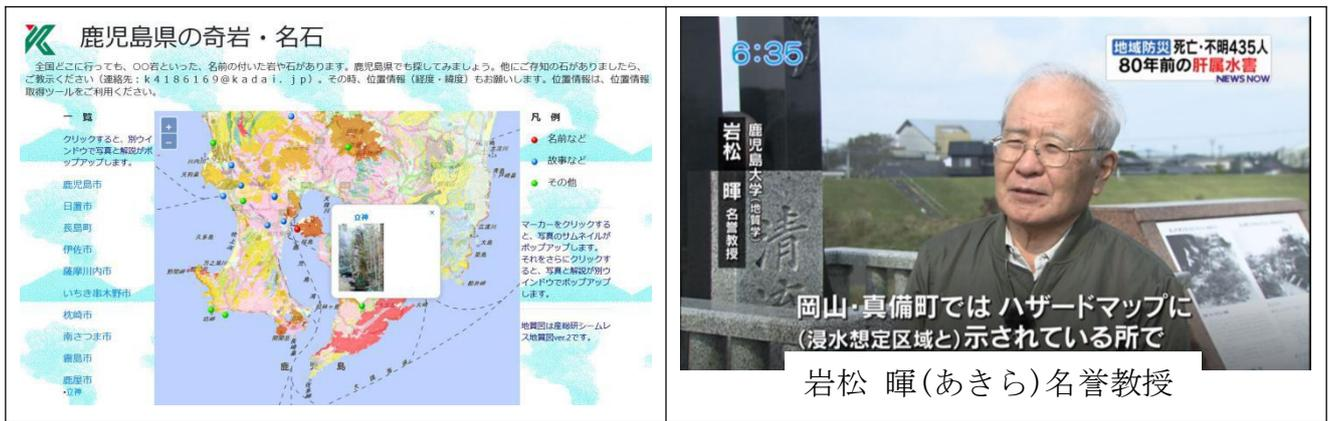 鹿児島県の奇岩・名石
全国どこに行っても、〇〇岩といった、名前の付いた岩や石があります。鹿児島県でも探してみましょう。他にご存知の石がありましたら、
ご教示ください（連絡先：k4186169@kadai.jp）。その時、位置情報（経度・緯度）もお願いします。位置情報は、位置情報
取得ツールをご利用ください。
一 覧
クリックすると、別ウイ
ンドウで写真と解説がポ
ップアップします。
鹿児島市
日置市
長島町
伊佐市
薩摩川内市
いちき串木野市
枕崎市
南さつま市
霧島市
鹿屋市
・立神
+
−
立神
×
鹿 児 島
凡 例
名前など
故事など
その他
マーカーをクリックする
と、写真のサムネイルが
ポップアップします。
それをさらにクリックす
ると、写真と解説が別ウ
インドウでポップアップ
します。
地質図は産総研シームレ
ス地質図ver.2です。
6:35
地域防災 死亡・不明435人
80年前の肝属水害
NEWS NOW
鹿児島大学(地質学)
岩松 暉 名誉教授
岡山・真備町では ハザードマップに
(浸水想定区域と)示されている所で
岩松 暉(あきら)名誉教授